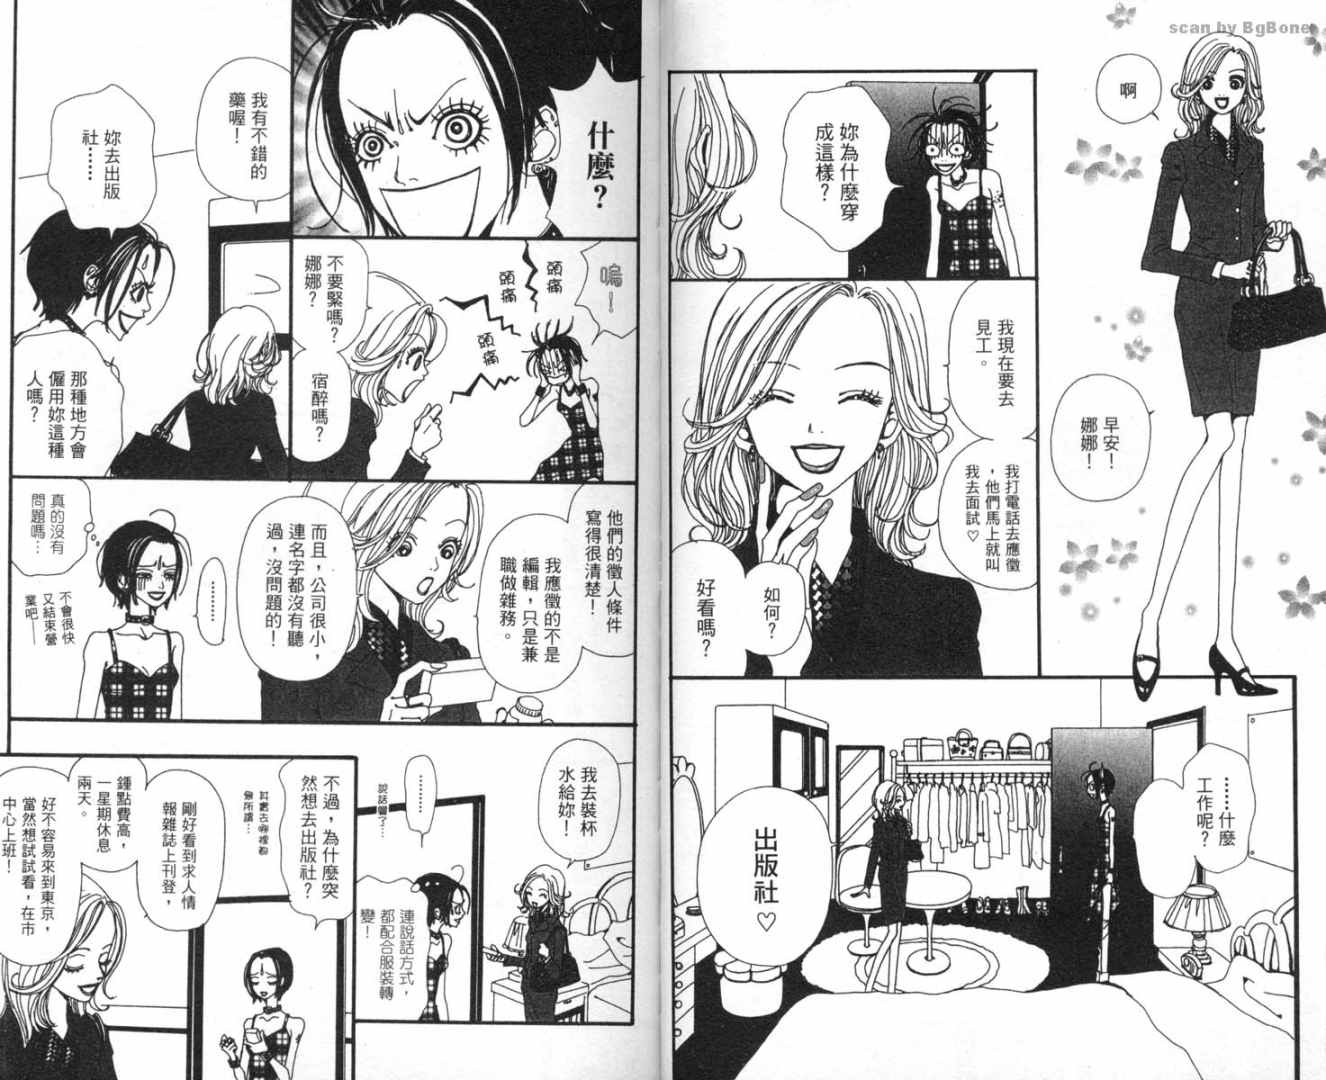 scan by BgBone
啊
早安！
娜娜！
妳為什麼穿
成這樣？
我現在要去
見工。
我打電話去應徵
，他們馬上就叫
我去面試♡
如何？
好看嗎？
……什麼
工作呢？
出版社♡
什麼？
我有不錯的
藥喔！
妳去出版
社……
那種地方會
僱用妳這種
人嗎？
嗚！
頭痛
頭痛
頭痛
不要緊嗎？
娜娜？
宿醉嗎？
他們的徵人條件
寫得很清楚！
我應徵的不是
編輯，只是兼
職做雜務。
而且，公司很小，
連名字都沒有聽
過，沒問題的！
………
真的沒有
問題嗎…
不會很快
又結束營
業吧──
我去裝杯
水給妳！
………
說話聲了…
連說話方式，
都配合服裝轉
變！
不過，為什麼突
然想去出版社？
其實去哪裡都
無所謂…
剛好看到求人情
報雜誌上刊登，
鐘點費高，
一星期休息
兩天。
好不容易來到東京，
當然想試試看，在市
中心上班！